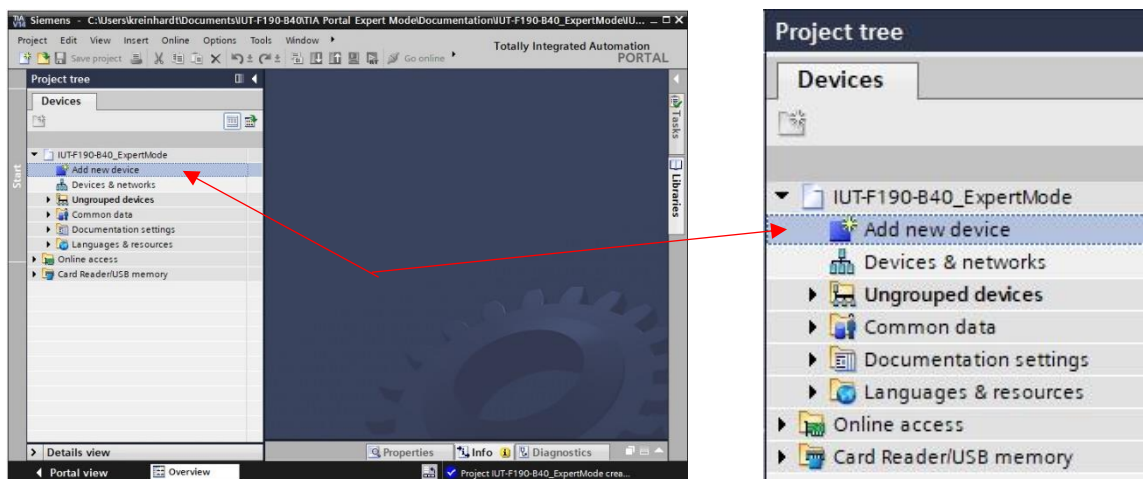 Siemens - C:\Users\kreinhardt\Documents\IUT-F190-B40\TIA Portal Expert Mode\Documentation\IUT-F190-B40_ExpertMode\IU...
Project Edit View Insert Online Options Tools Window
Totally Integrated Automation
PORTAL
Save project
Go online
Project tree
Devices
IUT-F190-B40_ExpertMode
Add new device
Devices & networks
Ungrouped devices
Common data
Documentation settings
Languages & resources
Online access
Card Reader/USB memory
Start
Tasks
Libraries
Details view
Properties Info Diagnostics
Portal view Overview Project IUT-F190-B40_ExpertMode crea...
Project tree
Devices
IUT-F190-B40_ExpertMode
Add new device
Devices & networks
Ungrouped devices
Common data
Documentation settings
Languages & resources
Online access
Card Reader/USB memory